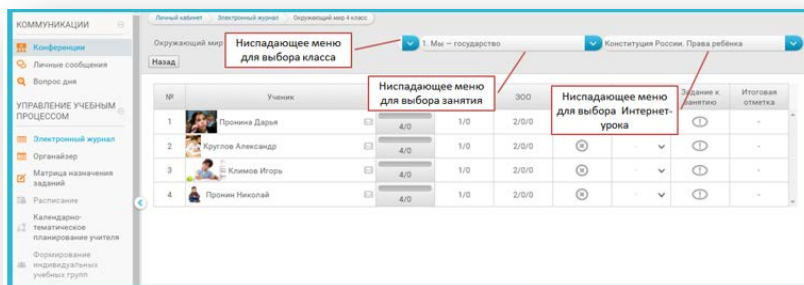 КОММУНИКАЦИИ
Конференции
Личные сообщения
Вопрос дня
УПРАВЛЕНИЕ УЧЕБНЫМ
ПРОЦЕССОМ
Электронный журнал
Органайзер
Матрица назначения
заданий
Расписание
Календарно-
тематическое
планирование учителя
Формирование
индивидуальных
учебных групп
Личный кабинет Электронный журнал Окружающий мир 4 класс
Окружающий мир
1. Мы – государство
Конституция России. Права ребёнка
Назад
Ниспадающее меню
для выбора класса
Ниспадающее меню
для выбора занятия
Ниспадающее меню
для выбора Интернет-
урока
№ Ученик ЗОО Задание к занятию Итоговая отметка
1 Пронина Дарья 4/0 1/0 2/0/0 -
2 Круглов Александр 4/0 1/0 2/0/0 -
3 Климов Игорь 4/0 1/0 2/0/0 -
4 Пронин Николай 4/0 1/0 2/0/0 -